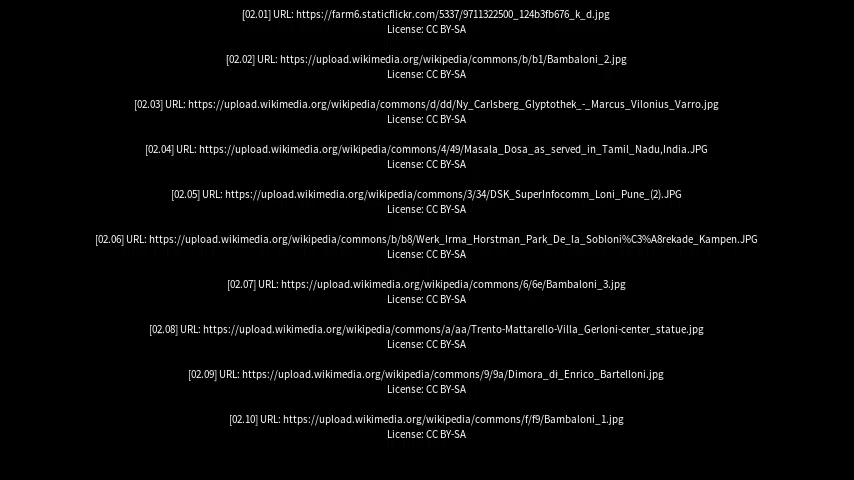 [02.01] URL: https://farm6.staticflickr.com/5337/9711322500_124b3fb676_k_d.jpg
License: CC BY-SA
[02.02] URL: https://upload.wikimedia.org/wikipedia/commons/b/b1/Bambaloni_2.jpg
License: CC BY-SA
[02.03] URL: https://upload.wikimedia.org/wikipedia/commons/d/dd/Ny_Carlsberg_Glyptothek_-_Marcus_Vilonius_Varro.jpg
License: CC BY-SA
[02.04] URL: https://upload.wikimedia.org/wikipedia/commons/4/49/Masala_Dosa_as_served_in_Tamil_Nadu,India.JPG
License: CC BY-SA
[02.05] URL: https://upload.wikimedia.org/wikipedia/commons/3/34/DSK_SuperInfocomm_Loni_Pune_(2).JPG
License: CC BY-SA
[02.06] URL: https://upload.wikimedia.org/wikipedia/commons/b/b8/Werk_Irma_Horstman_Park_De_la_Sobloni%C3%A8rekade_Kampen.JPG
License: CC BY-SA
[02.07] URL: https://upload.wikimedia.org/wikipedia/commons/6/6e/Bambaloni_3.jpg
License: CC BY-SA
[02.08] URL: https://upload.wikimedia.org/wikipedia/commons/a/aa/Trento-Mattarello-Villa_Gerloni-center_statue.jpg
License: CC BY-SA
[02.09] URL: https://upload.wikimedia.org/wikipedia/commons/9/9a/Dimora_di_Enrico_Bartelloni.jpg
License: CC BY-SA
[02.10] URL: https://upload.wikimedia.org/wikipedia/commons/f/f9/Bambaloni_1.jpg
License: CC BY-SA